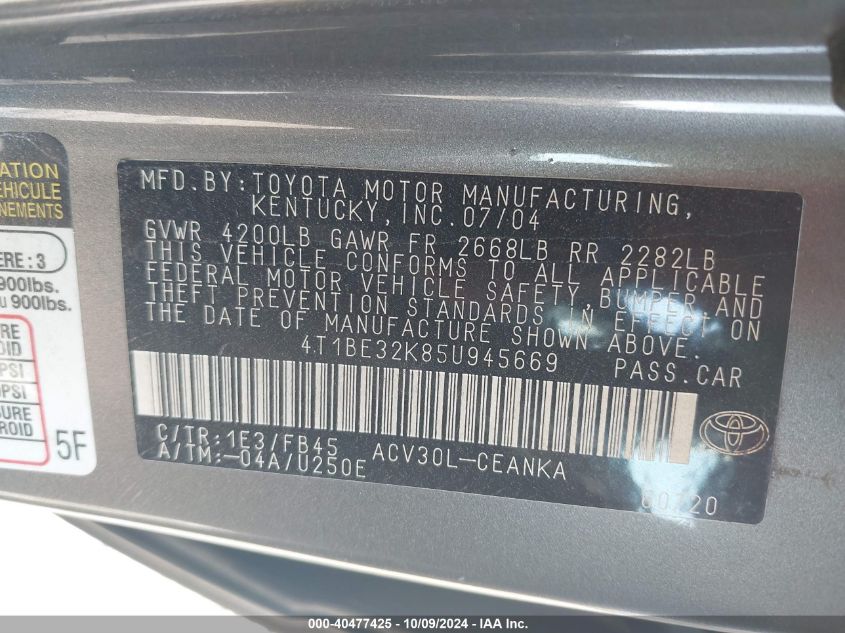 ATION
VEHICULE
NEMENTS
ERE : 3
900lbs.
u 900lbs.
URE
OID
PSI
PSI
SURE
ROID
5F
MFD.BY:TOYOTA MOTOR MANUFACTURING,
KENTUCKY, INC.07/04
GVWR 4200LB GAWR FR 2668LB RR 2282LB
THIS VEHICLE CONFORMS TO ALL APPLICABLE
FEDERAL MOTOR VEHICLE SAFETY,BUMPER AND
THEFT PREVENTION STANDARDS IN EFFECT ON
THE DATE OF MANUFACTURE SHOWN ABOVE.
4T1BE32K85U945669 PASS.CAR
C/TR:1E3/FB45 ACV30L-CEANKA
A/TM:-04A/U250E
60720
000-40477425 - 10/09/2024 - Copyright © IAA, Inc.